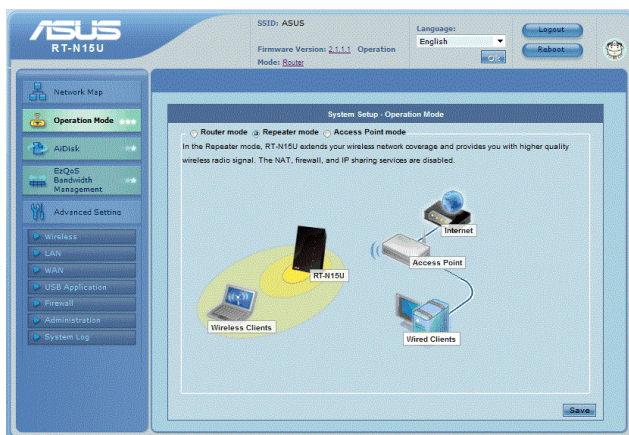 ASUS
RT-N15U
SSID: ASUS
Firmware Version: 2.1.1.1 Operation
Mode: Router
Language:
English
Logout
Reboot
Network Map
Operation Mode
AiDisk
EzQoS
Bandwidth
Management
Advanced Setting
Wireless
LAN
WAN
USB Application
Firewall
Administration
System Log
System Setup - Operation Mode
Router mode Repeater mode Access Point mode
In the Repeater mode, RT-N15U extends your wireless network coverage and provides you with higher quality
wireless radio signal. The NAT, firewall, and IP sharing services are disabled.
Internet
Access Point
RT-N15U
Wireless Clients
Wired Clients
Save